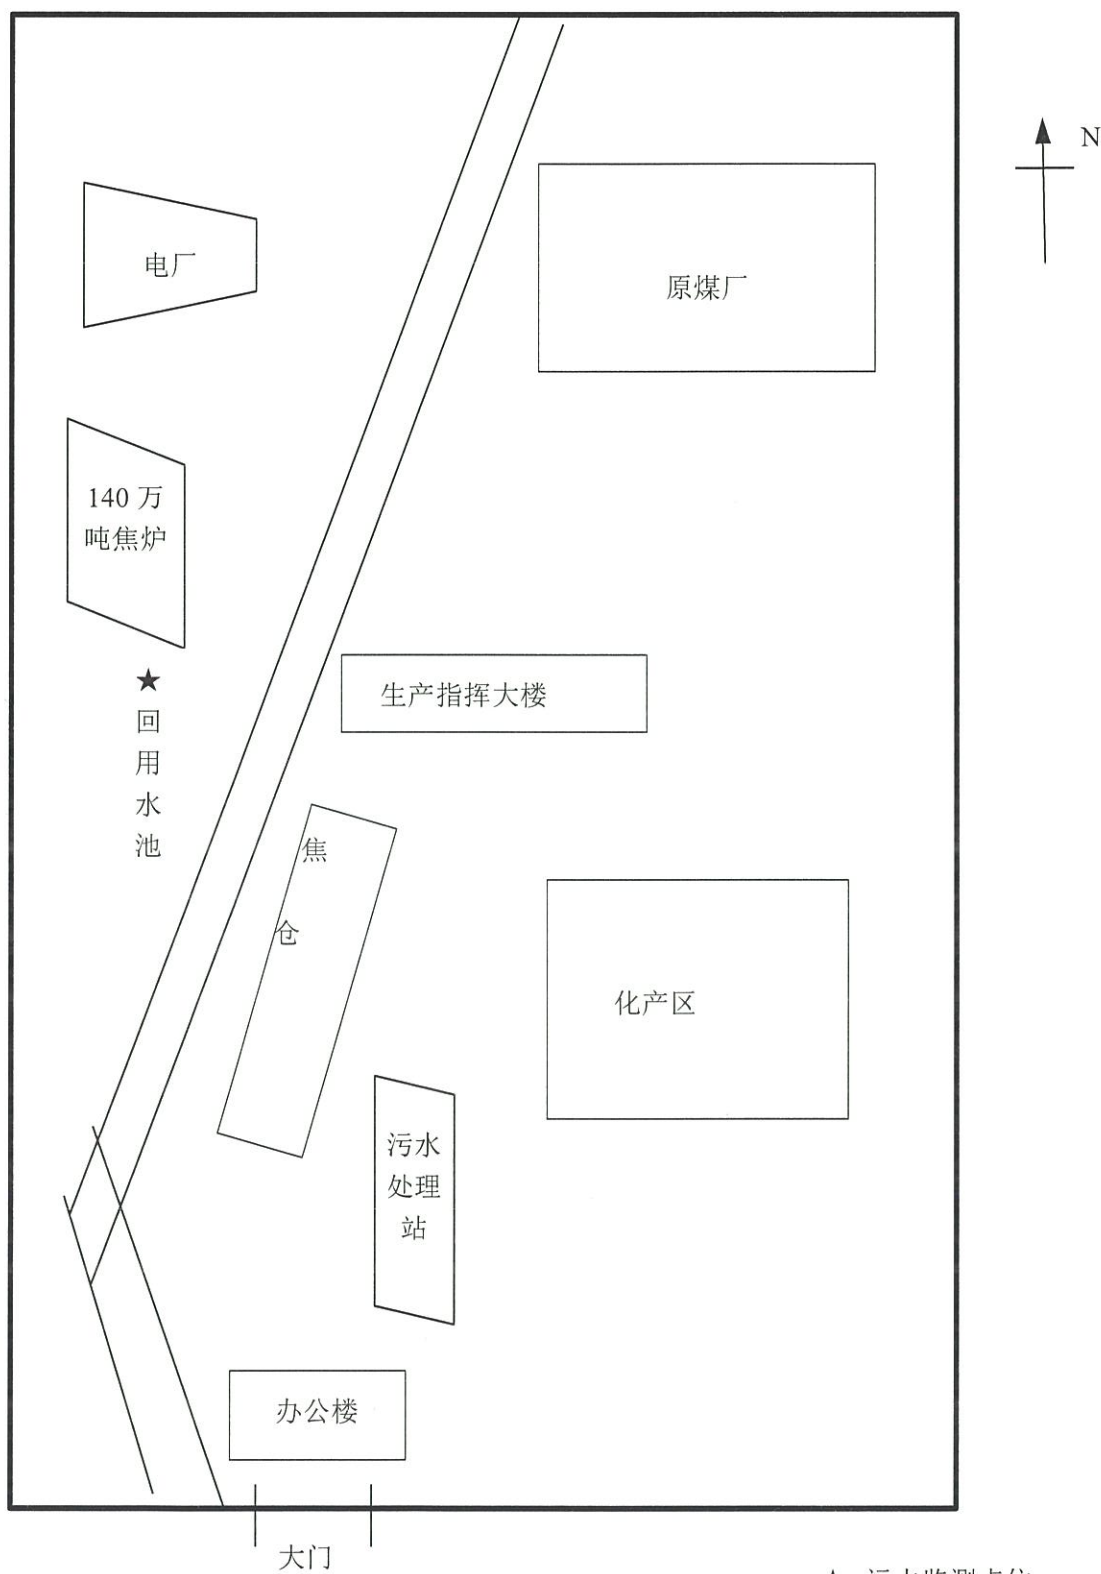 N
电厂
原煤厂
140 万
吨焦炉
★
回
用
水
池
生产指挥大楼
焦
仓
化产区
污水
处理
站
办公楼
大门